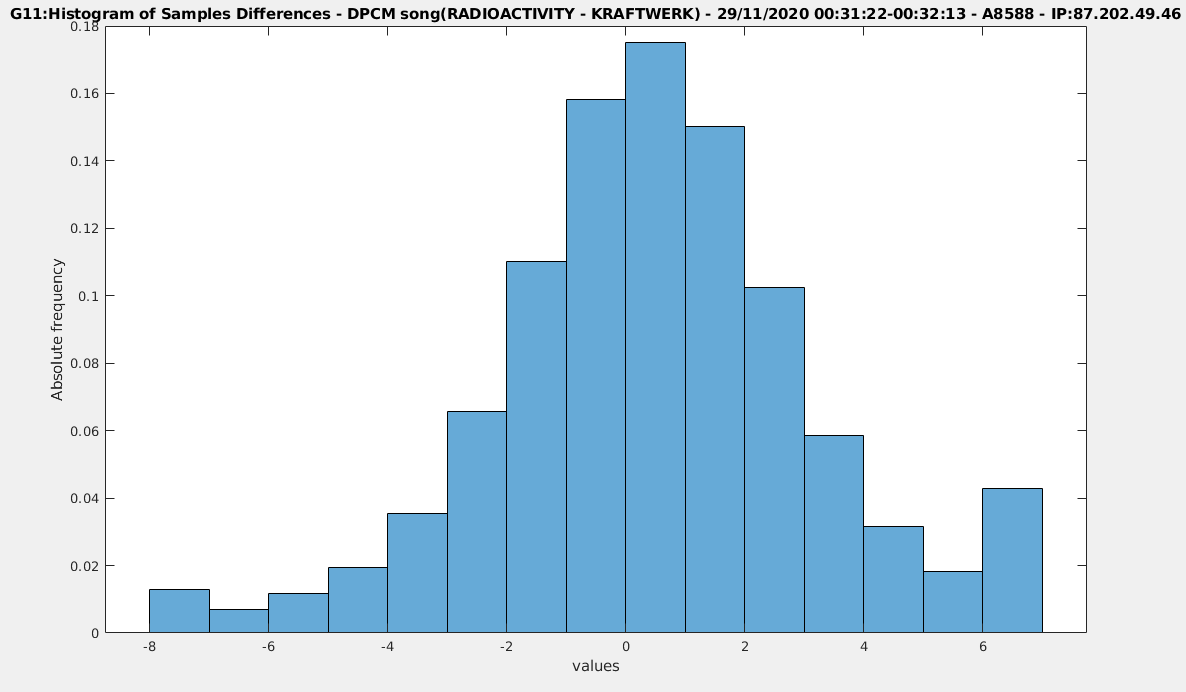 G11:Histogram of Samples Differences - DPCM song(RADIOACTIVITY - KRAFTWERK) - 29/11/2020 00:31:22-00:32:13 - A8588 - IP:87.202.49.46
0.18
0.16
0.14
0.12
0.1
0.08
0.06
0.04
0.02
0
Absolute frequency
-8 -6 -4 -2 0 2 4 6
values